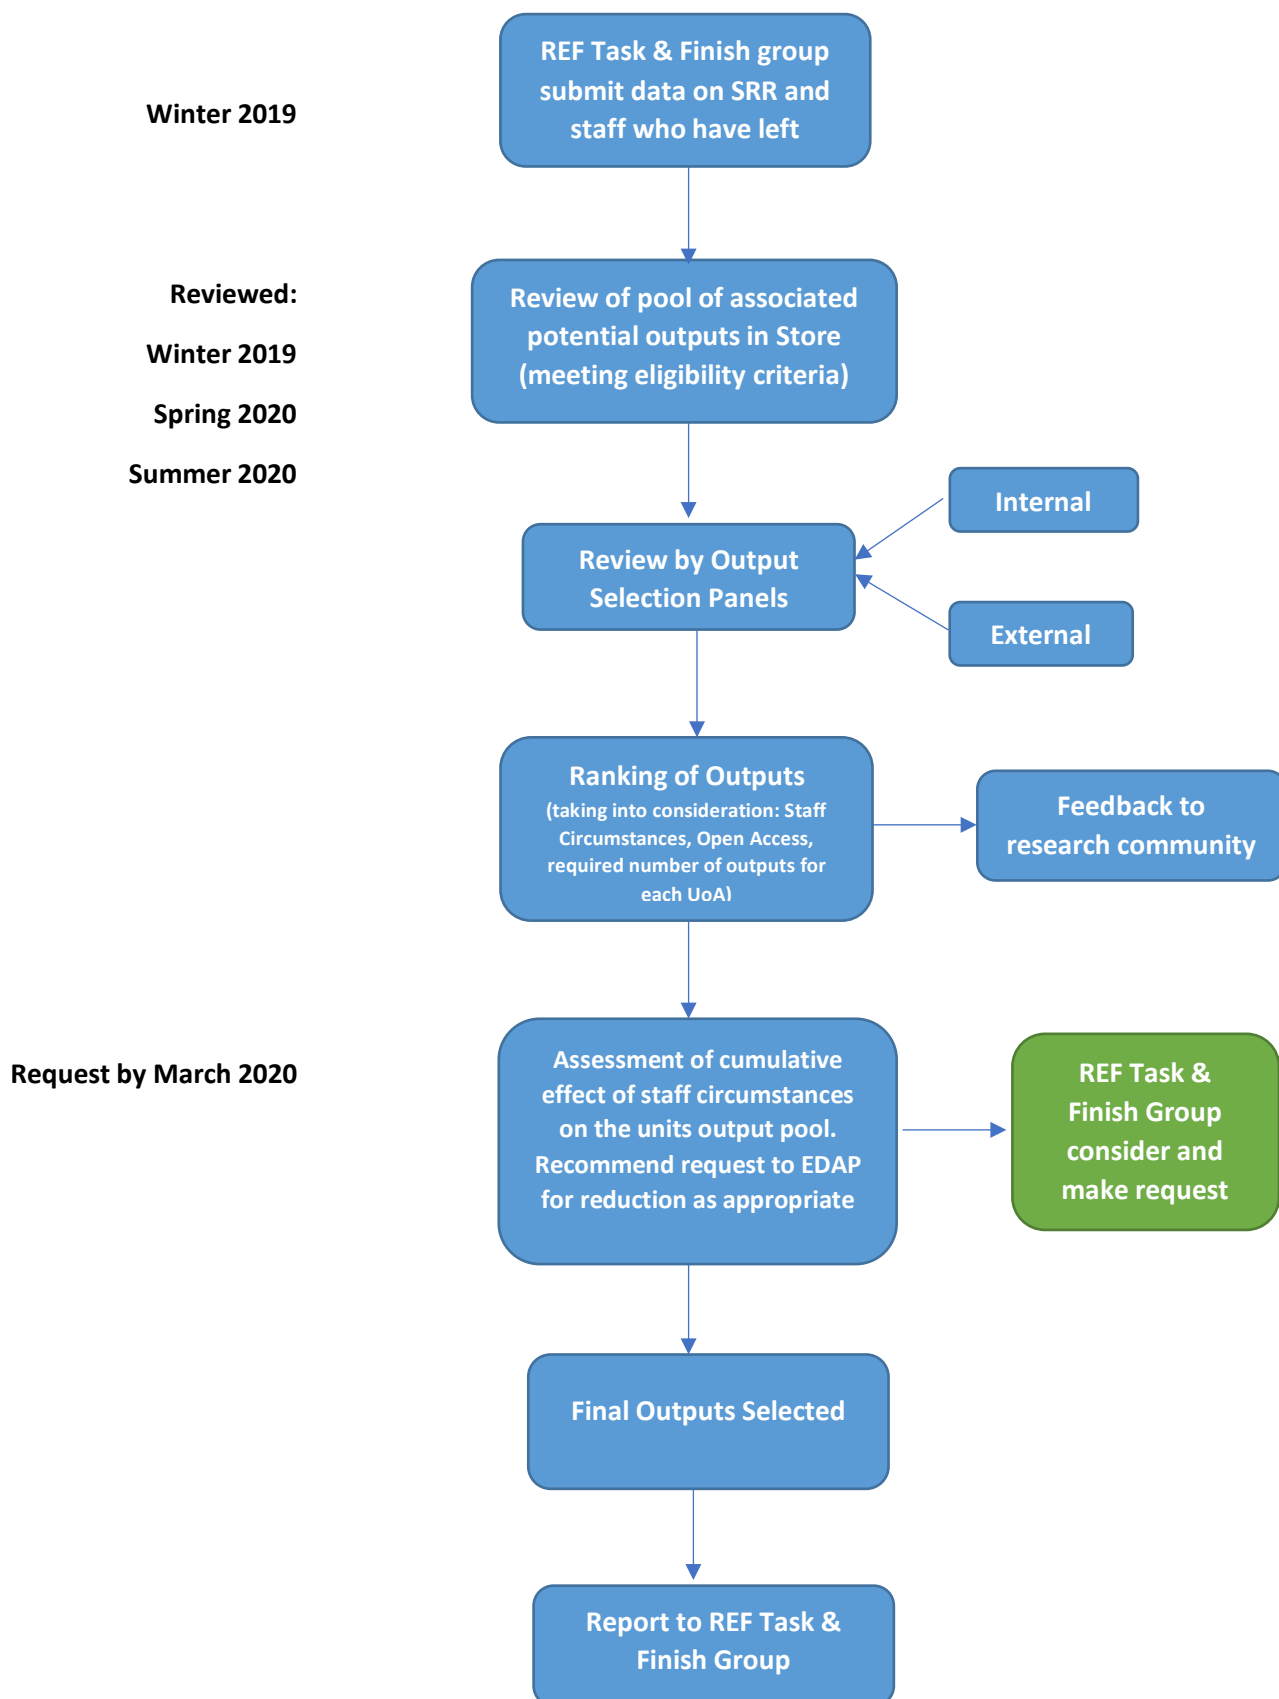 Winter 2019
REF Task & Finish group
submit data on SRR and
staff who have left
Reviewed:
Winter 2019
Spring 2020
Summer 2020
Review of pool of associated
potential outputs in Store
(meeting eligibility criteria)
Internal
Review by Output
Selection Panels
External
Ranking of Outputs
(taking into consideration: Staff
Circumstances, Open Access,
required number of outputs for
each UoA)
Feedback to
research community
Request by March 2020
Assessment of cumulative
effect of staff circumstances
on the units output pool.
Recommend request to EDAP
for reduction as appropriate
REF Task &
Finish Group
consider and
make request
Final Outputs Selected
Report to REF Task &
Finish Group